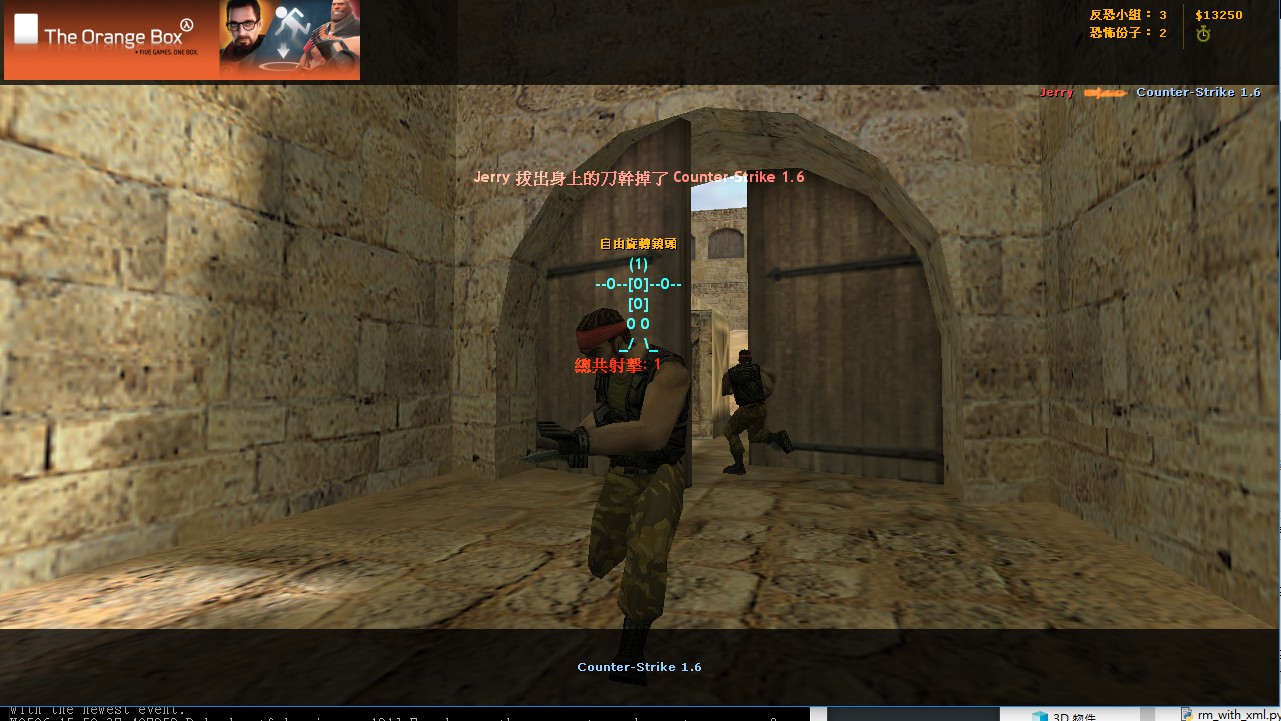 The Orange Box
• FIVE GAMES. ONE BOX.
反恐小組： 3
$13250
恐怖份子： 2
Jerry Counter-Strike 1.6
Jerry 拔出身上的刀幹掉了 Counter-Strike 1.6
自由旋轉鏡頭
(1)
--0--[0]--0--
[0]
0 0
_/ \_
總共射擊: 1
Counter-Strike 1.6
with the newest event.
3D 物件
rm_with_xml.py